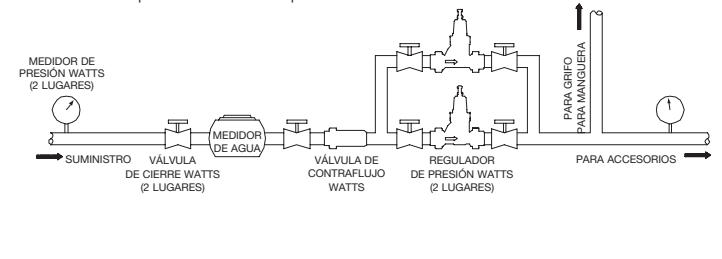 MEDIDOR DE
PRESIÓN WATTS
(2 LUGARES)
PARA GRIFO
PARA MANGUERA
MEDIDOR
DE AGUA
SUMINISTRO
VÁLVULA
DE CIERRE WATTS
(2 LUGARES)
VÁLVULA DE
CONTRAFLUJO
WATTS
REGULADOR
DE PRESIÓN WATTS
(2 LUGARES)
PARA ACCESORIOS